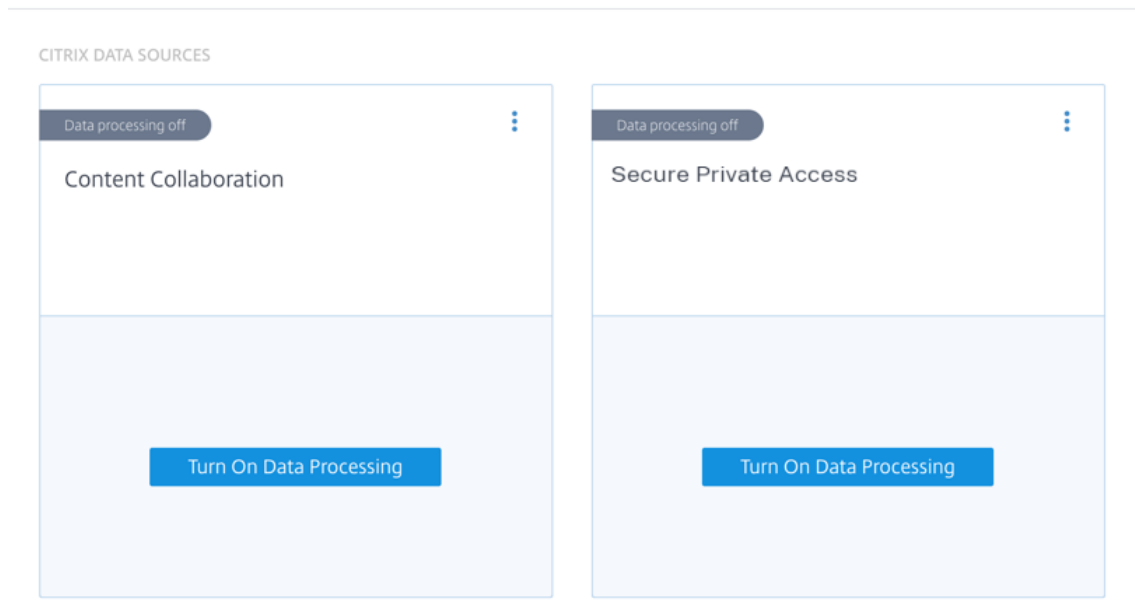 CITRIX DATA SOURCES
Data processing off
Content Collaboration
Turn On Data Processing
Data processing off
Secure Private Access
Turn On Data Processing